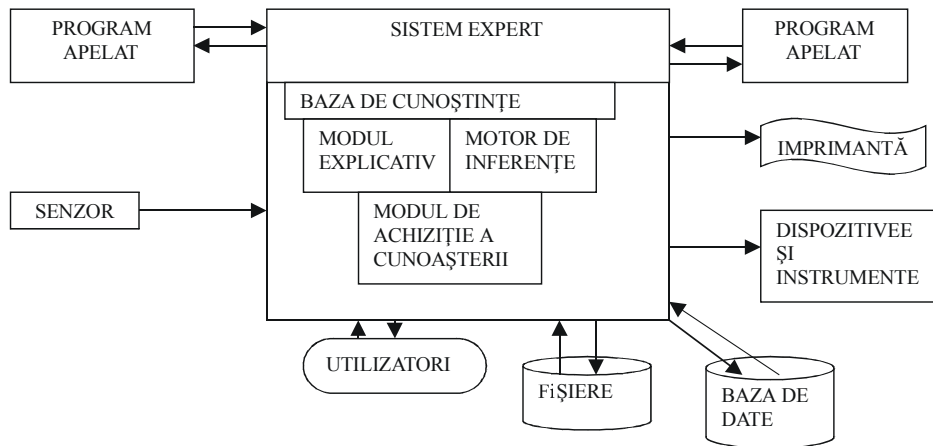 PROGRAM
APELAT
SISTEM EXPERT
PROGRAM
APELAT
BAZA DE CUNOŞTINŢE
MODUL
EXPLICATIV
MOTOR DE
INFERENŢE
IMPRIMANTĂ
SENZOR
MODUL DE
ACHIZIŢIE A
CUNOAŞTERII
DISPOZITIVEE
ŞI
INSTRUMENTE
UTILIZATORI
FiŞIERE
BAZA DE
DATE